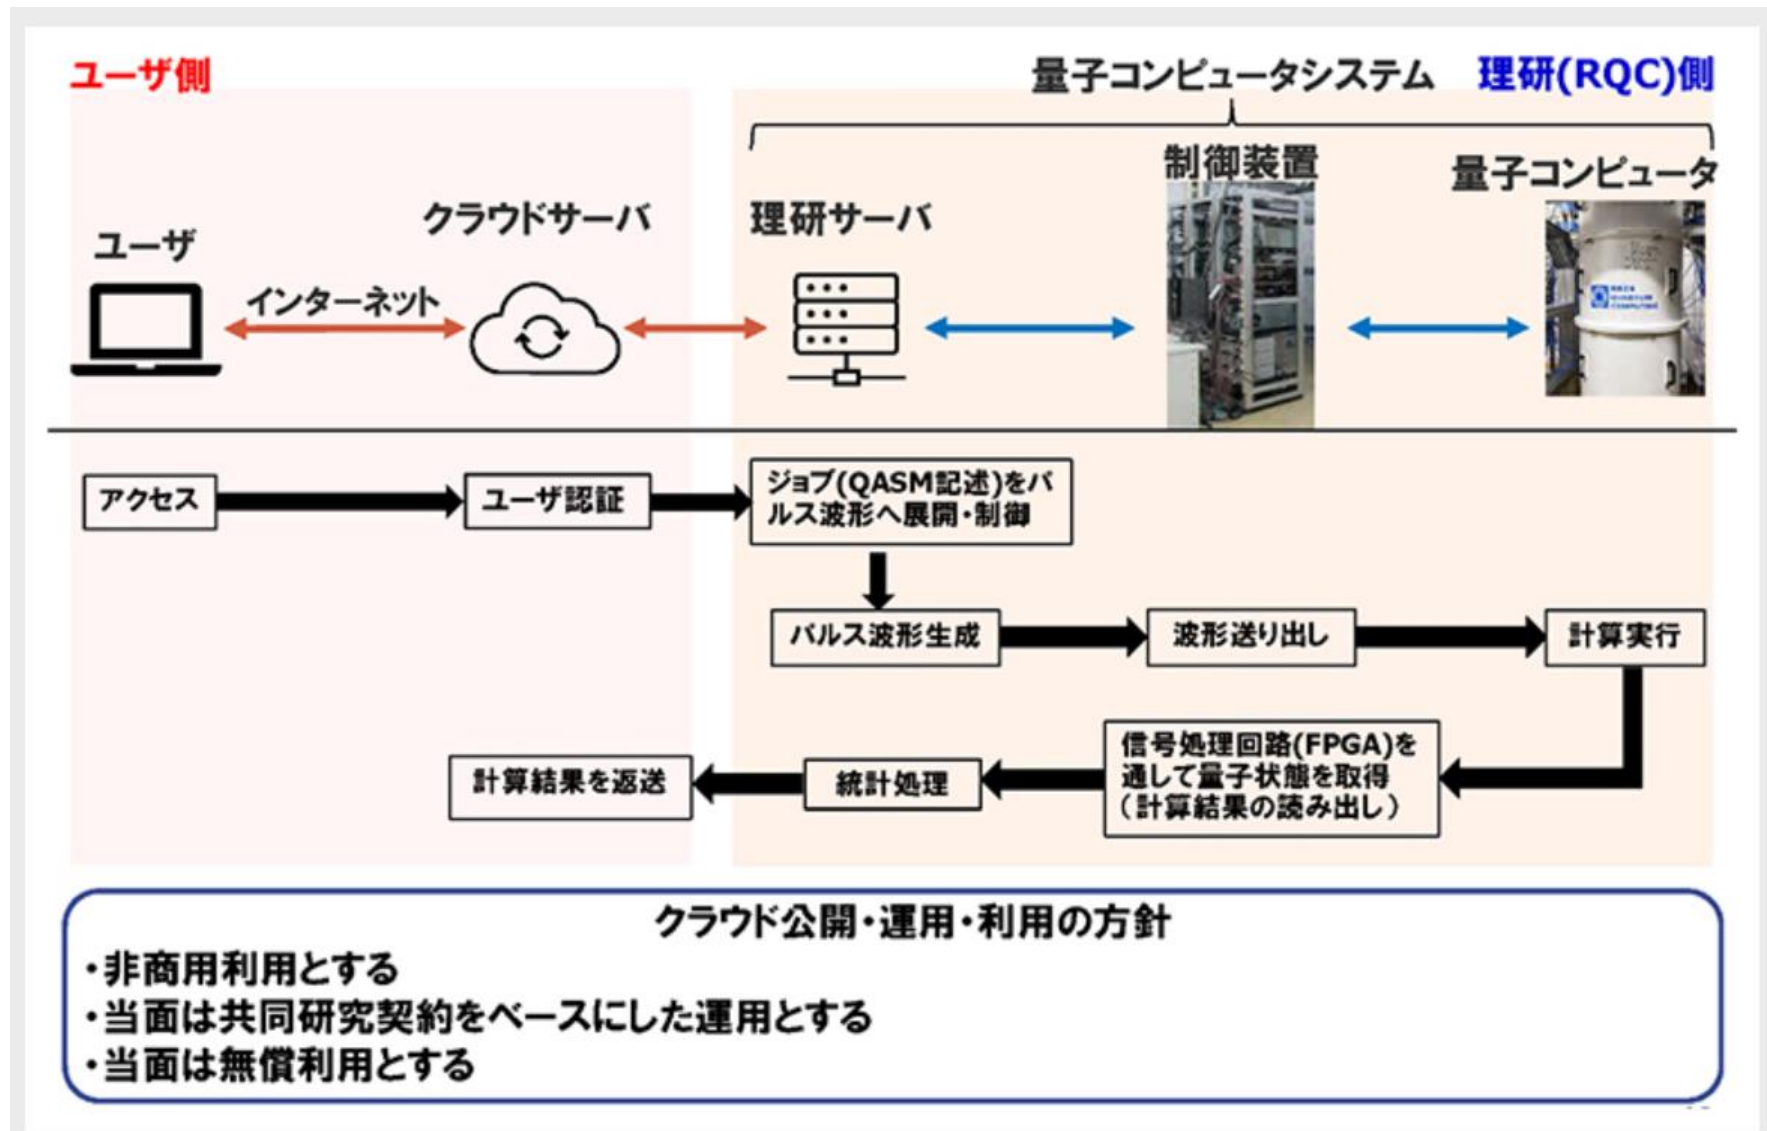 ユーザ側
量子コンピュータシステム
理研(RQC)側
制御装置
量子コンピュータ
クラウドサーバ
理研サーバ
ユーザ
インターネット
アクセス
ユーザ認証
ジョブ(QASM記述)をパ
ルス波形へ展開・制御
パルス波形生成
波形送り出し
計算実行
信号処理回路(FPGA)を
通して量子状態を取得
(計算結果の読み出し)
統計処理
計算結果を返送
クラウド公開・運用・利用の方針
・非商用利用とする
・当面は共同研究契約をベースにした運用とする
・当面は無償利用とする